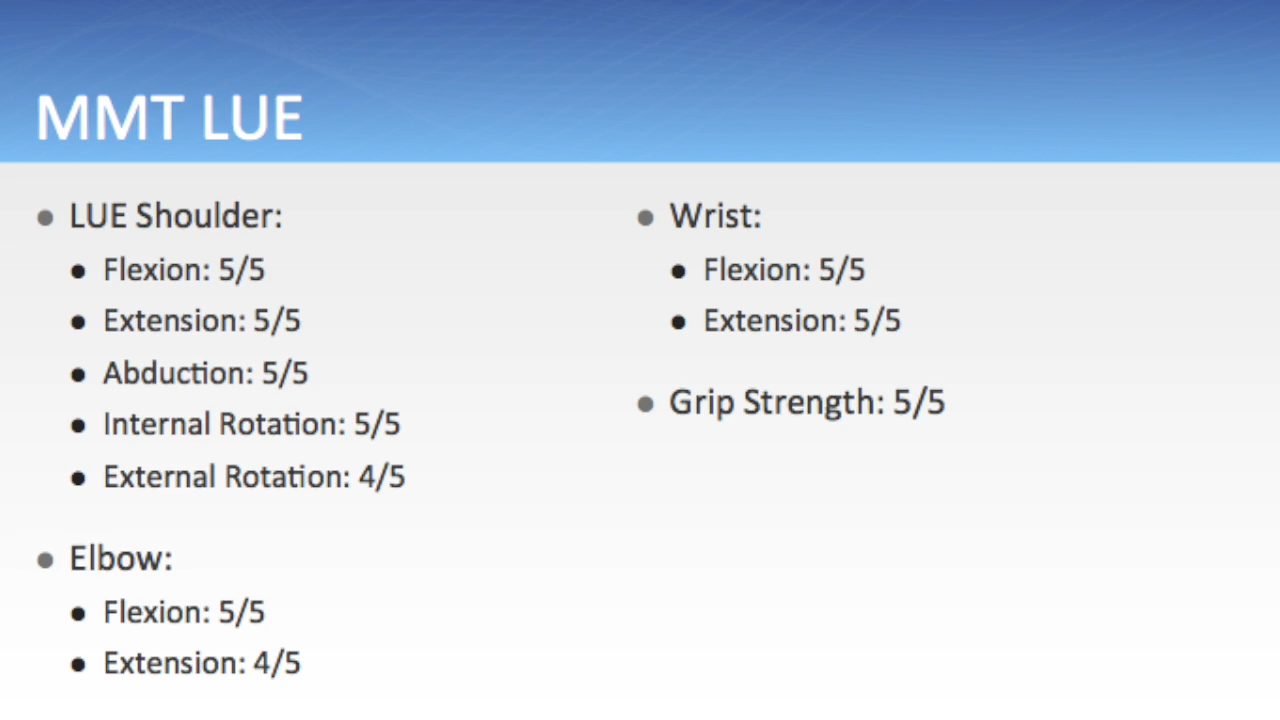 MMT LUE
LUE Shoulder:
Flexion: 5/5
Extension: 5/5
Abduction: 5/5
Internal Rotation: 5/5
External Rotation: 4/5
Elbow:
Flexion: 5/5
Extension: 4/5
Wrist:
Flexion: 5/5
Extension: 5/5
Grip Strength: 5/5